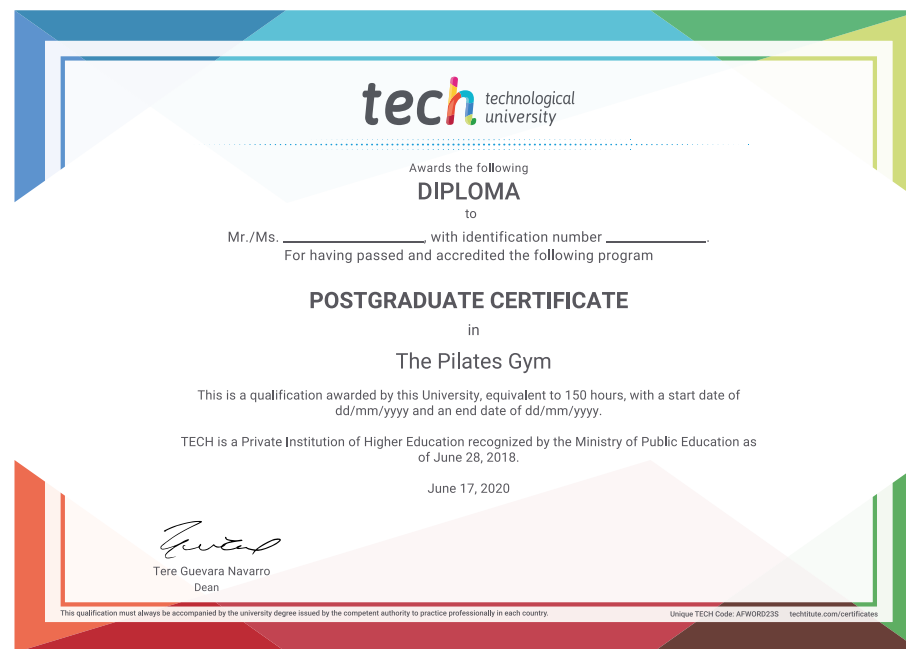 tech technological
university
Awards the following
DIPLOMA
to
Mr./Ms. ________________, with identification number ____________.
For having passed and accredited the following program
POSTGRADUATE CERTIFICATE
in
The Pilates Gym
This is a qualification awarded by this University, equivalent to 150 hours, with a start date of
dd/mm/yyyy and an end date of dd/mm/yyyy.
TECH is a Private Institution of Higher Education recognized by the Ministry of Public Education as
of June 28, 2018.
June 17, 2020
Tere Guevara Navarro
Dean
This qualification must always be accompanied by the university degree issued by the competent authority to practice professionally in each country. Unique TECH Code: AFWORD23S techtitute.com/certificates